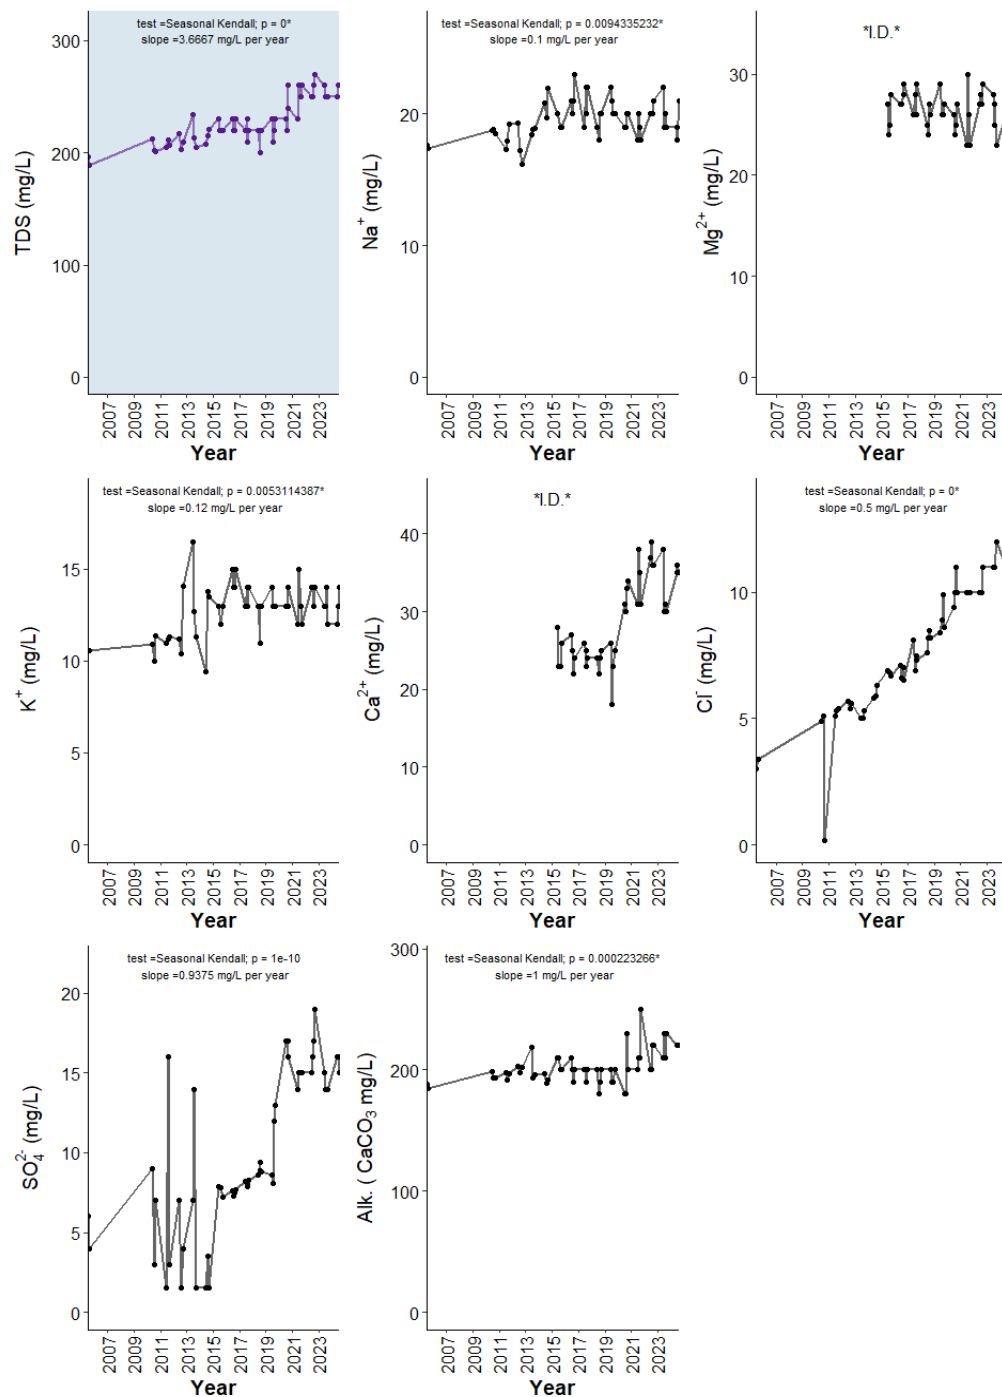 test =Seasonal Kendall; p = 0*
slope =3.6667 mg/L per year
TDS (mg/L)
300
200
100
0
2007 2009 2011 2013 2015 2017 2019 2021 2023
Year
test =Seasonal Kendall; p = 0.0094335232*
slope =0.1 mg/L per year
Na⁺ (mg/L)
20
10
0
2007 2009 2011 2013 2015 2017 2019 2021 2023
Year
*I.D.*
Mg²⁺ (mg/L)
30
20
10
0
2007 2009 2011 2013 2015 2017 2019 2021 2023
Year
test =Seasonal Kendall; p = 0.0053114387*
slope =0.12 mg/L per year
K⁺ (mg/L)
15
10
5
0
2007 2009 2011 2013 2015 2017 2019 2021 2023
Year
*I.D.*
Ca²⁺ (mg/L)
40
30
20
10
0
2007 2009 2011 2013 2015 2017 2019 2021 2023
Year
test =Seasonal Kendall; p = 0*
slope =0.5 mg/L per year
Cl⁻ (mg/L)
10
5
0
2007 2009 2011 2013 2015 2017 2019 2021 2023
Year
test =Seasonal Kendall; p = 1e-10
slope =0.9375 mg/L per year
SO₄²⁻ (mg/L)
20
15
10
5
0
2007 2009 2011 2013 2015 2017 2019 2021 2023
Year
test =Seasonal Kendall; p = 0.000223266*
slope =1 mg/L per year
Alk. ( CaCO₃ mg/L)
300
200
100
0
2007 2009 2011 2013 2015 2017 2019 2021 2023
Year